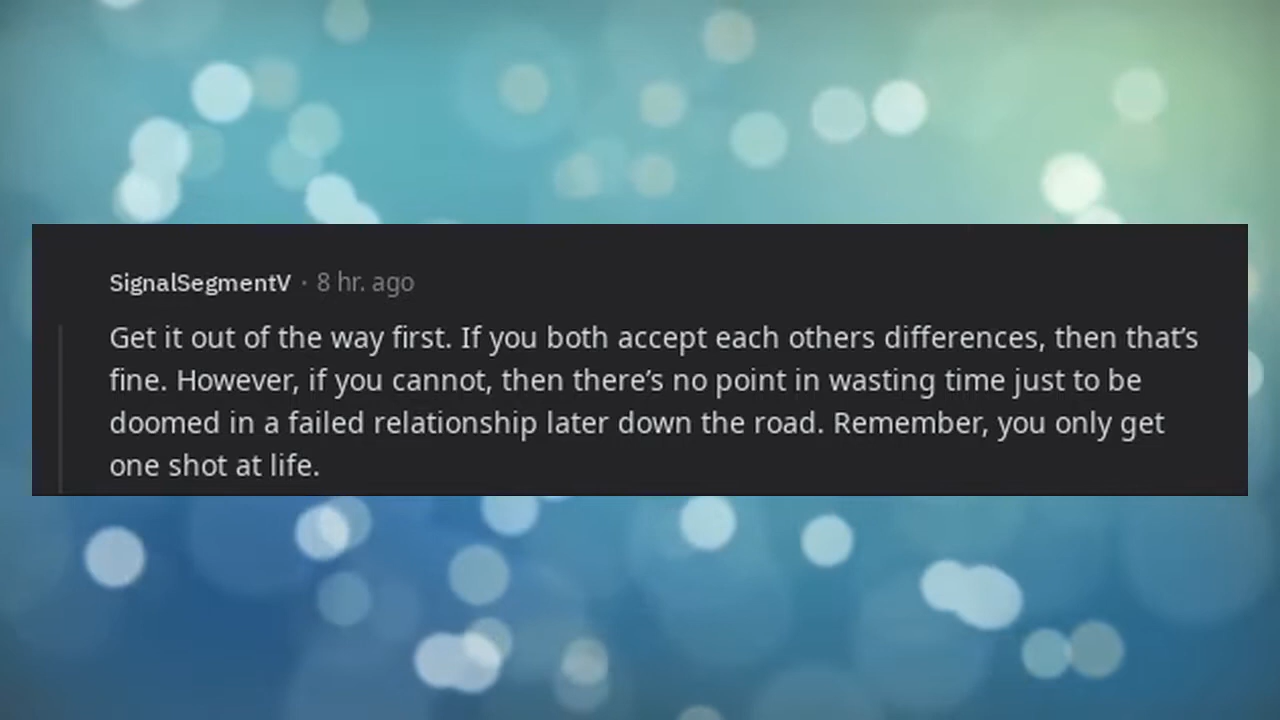 SignalSegmentV · 8 hr. ago
Get it out of the way first. If you both accept each others differences, then that’s
fine. However, if you cannot, then there’s no point in wasting time just to be
doomed in a failed relationship later down the road. Remember, you only get
one shot at life.